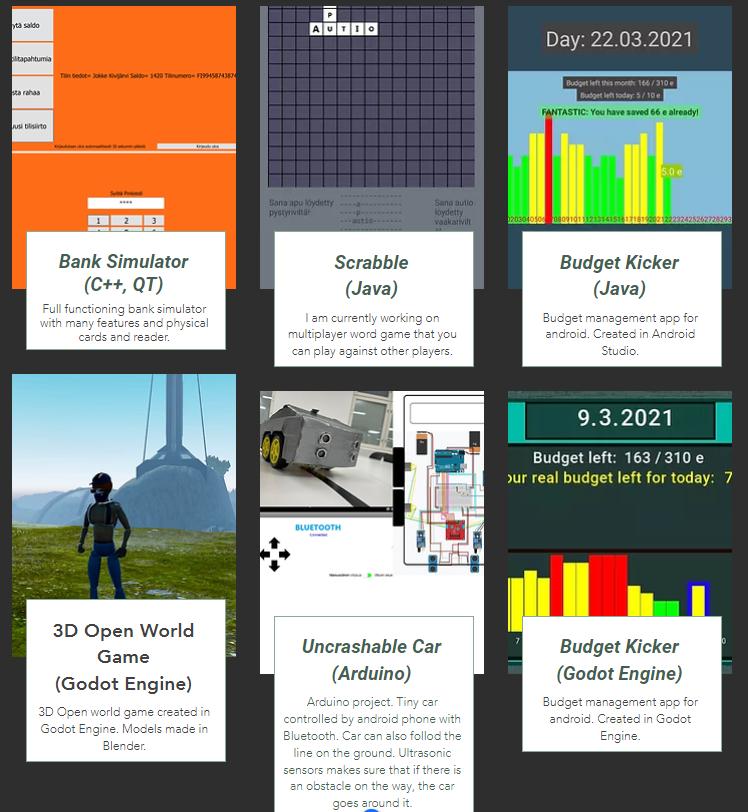 ytä saldo
olitapahtumia
sta rahaa
uusi tilisiirto
Tilin tiedot= Jokke Kivijärvi Saldo= 1420 Tilinumero= FI99458743874
Kirjaudutaan ulos automaattisesti 10 sekunnin päästä
Kirjaudu ulos
Syötä Pinkoodi
****
1 2 3
Bank Simulator
(C++, QT)
Full functioning bank simulator
with many features and physical
cards and reader.
P
A U T I O
Sana apu löydetty
pystyriviltä!
Sana autio
löydetty
vaakarivilt
Scrabble
(Java)
I am currently working on
multiplayer word game that you
can play against other players.
Day: 22.03.2021
Budget left this month: 166 / 310 e
Budget left today: 5 / 10 e
FANTASTIC: You have saved 66 e already!
5.0 e
Budget Kicker
(Java)
Budget management app for
android. Created in Android
Studio.
3D Open World
Game
(Godot Engine)
3D Open world game created in
Godot Engine. Models made in
Blender.
BLUETOOTH
Connected
Uncrashable Car
(Arduino)
Arduino project. Tiny car
controlled by android phone with
Bluetooth. Car can also follod the
line on the ground. Ultrasonic
sensors makes sure that if there is
an obstacle on the way, the car
goes around it.
9.3.2021
Budget left: 163 / 310 e
our real budget left for today: 7
7
0
Budget Kicker
(Godot Engine)
Budget management app for
android. Created in Godot
Engine.